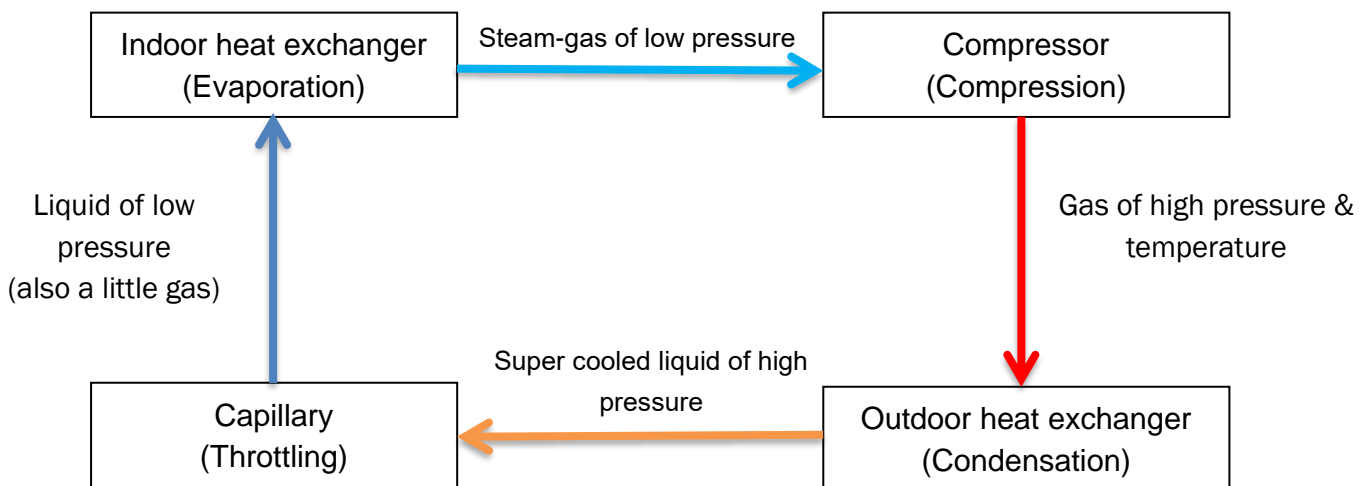 Indoor heat exchanger
(Evaporation)
Steam-gas of low pressure
Compressor
(Compression)
Liquid of low
pressure
(also a little gas)
Gas of high pressure &
temperature
Capillary
(Throttling)
Super cooled liquid of high
pressure
Outdoor heat exchanger
(Condensation)